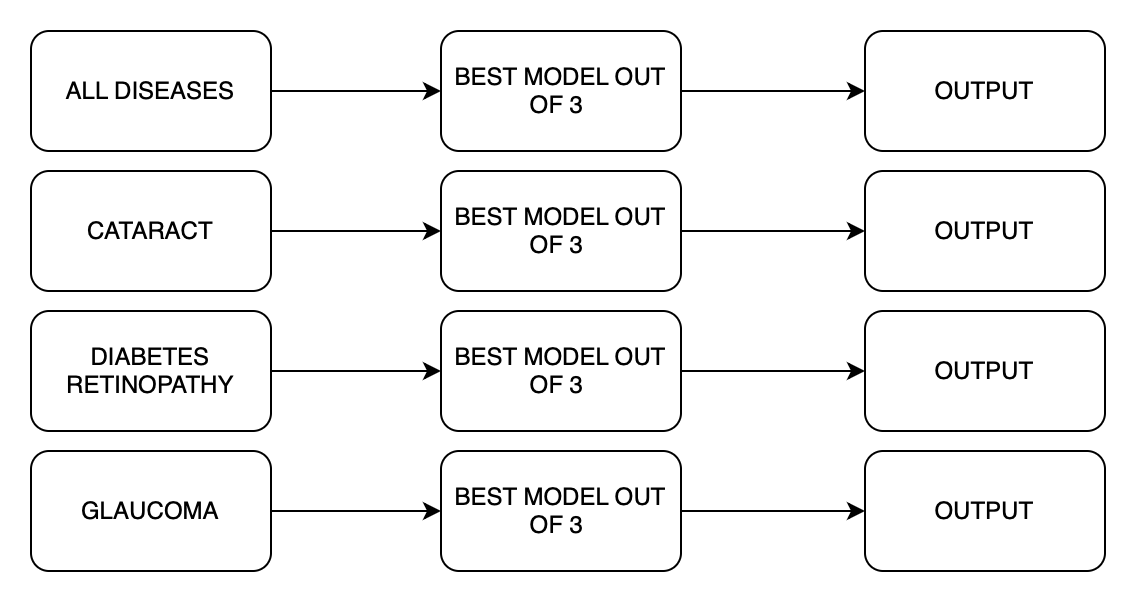 ALL DISEASES
BEST MODEL OUT
OF 3
OUTPUT
CATARACT
BEST MODEL OUT
OF 3
OUTPUT
DIABETES
RETINOPATHY
BEST MODEL OUT
OF 3
OUTPUT
GLAUCOMA
BEST MODEL OUT
OF 3
OUTPUT